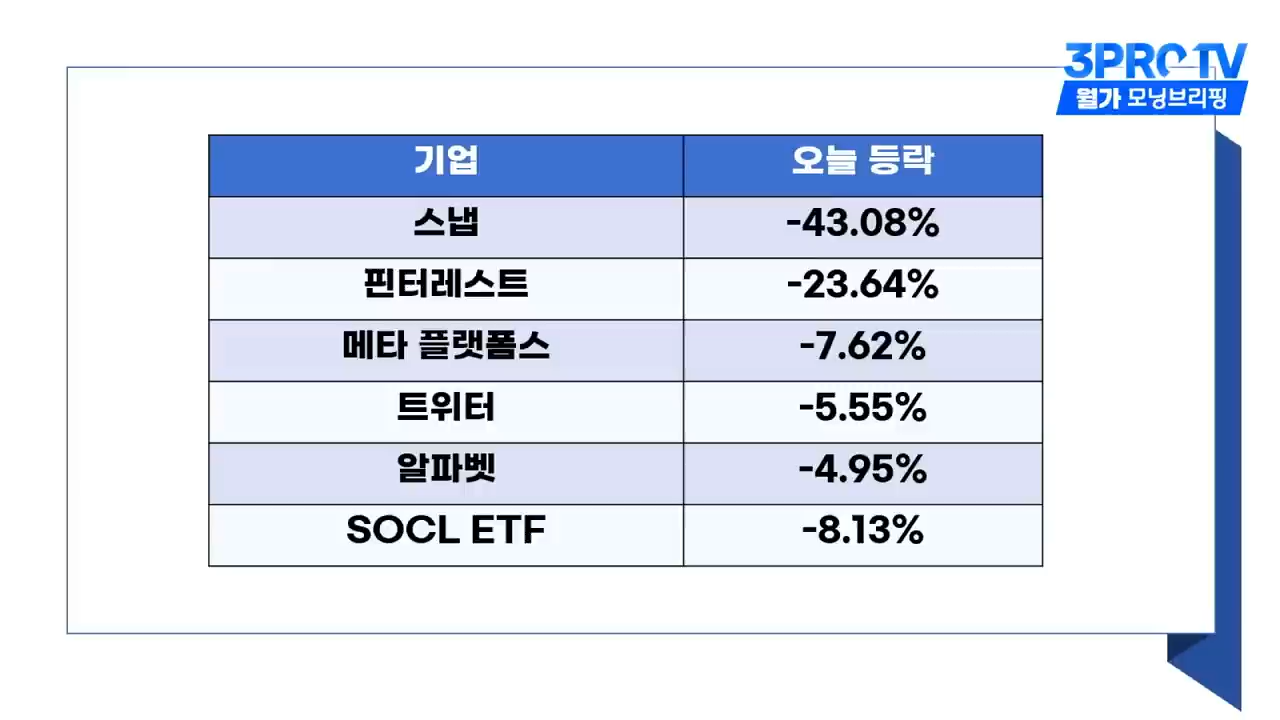 3PROTV
월가 모닝브리핑
기업 오늘 등락
스냅 -43.08%
핀터레스트 -23.64%
메타 플랫폼스 -7.62%
트위터 -5.55%
알파벳 -4.95%
SOCL ETF -8.13%